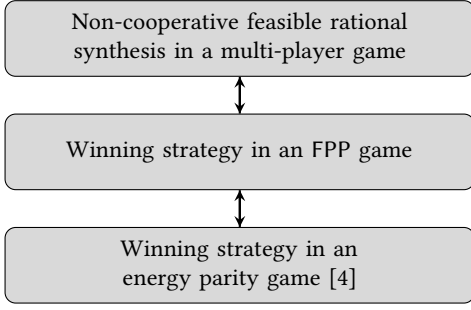 Non-cooperative feasible rational
synthesis in a multi-player game
Winning strategy in an FPP game
Winning strategy in an
energy parity game [4]